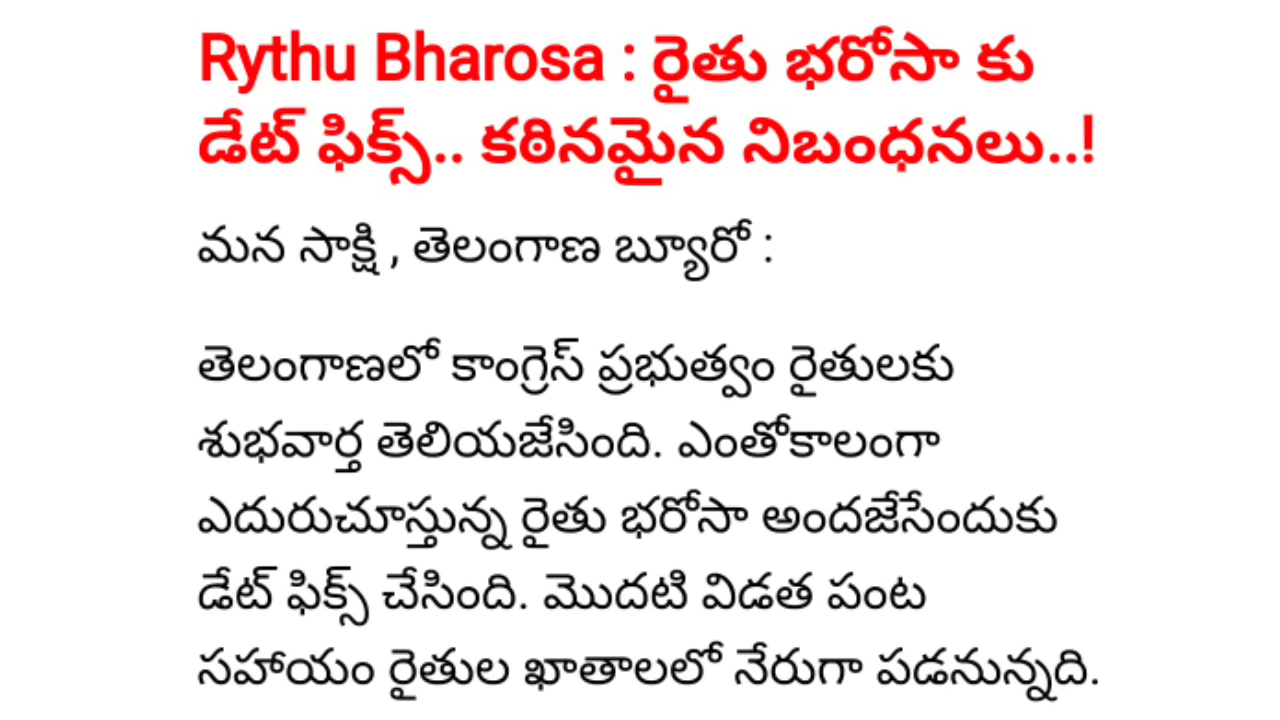 Rythu Bharosa : రైతు భరోసా కు
డేట్ ఫిక్స్.. కఠినమైన నిబంధనలు..!
మన సాక్షి , తెలంగాణ బ్యూరో :
తెలంగాణలో కాంగ్రెస్ ప్రభుత్వం రైతులకు
శుభవార్త తెలియజేసింది. ఎంతోకాలంగా
ఎదురుచూస్తున్న రైతు భరోసా అందజేసేందుకు
డేట్ ఫిక్స్ చేసింది. మొదటి విడత పంట
సహాయం రైతుల ఖాతాలలో నేరుగా పడనున్నది.